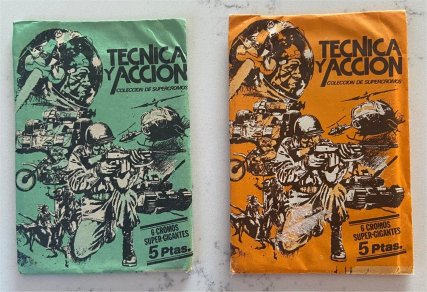 TECNICA
Y ACCION
COLECCION DE SUPERCROMOS
6 CROMOS
SUPER-GIGANTES
5 Ptas.
TECNICA
Y ACCION
COLECCION DE SUPERCROMOS
6 CROMOS
SUPER-GIGANTES
5 Ptas.